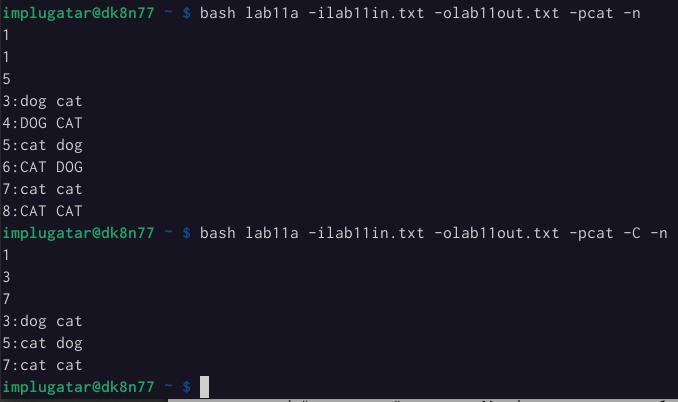 implugatar@dk8n77 ~ $ bash lab11a -ilab11in.txt -olab11out.txt -pcat -n
1
1
5
3:dog cat
4:DOG CAT
5:cat dog
6:CAT DOG
7:cat cat
8:CAT CAT
implugatar@dk8n77 ~ $ bash lab11a -ilab11in.txt -olab11out.txt -pcat -C -n
1
3
7
3:dog cat
5:cat dog
7:cat cat
implugatar@dk8n77 ~ $